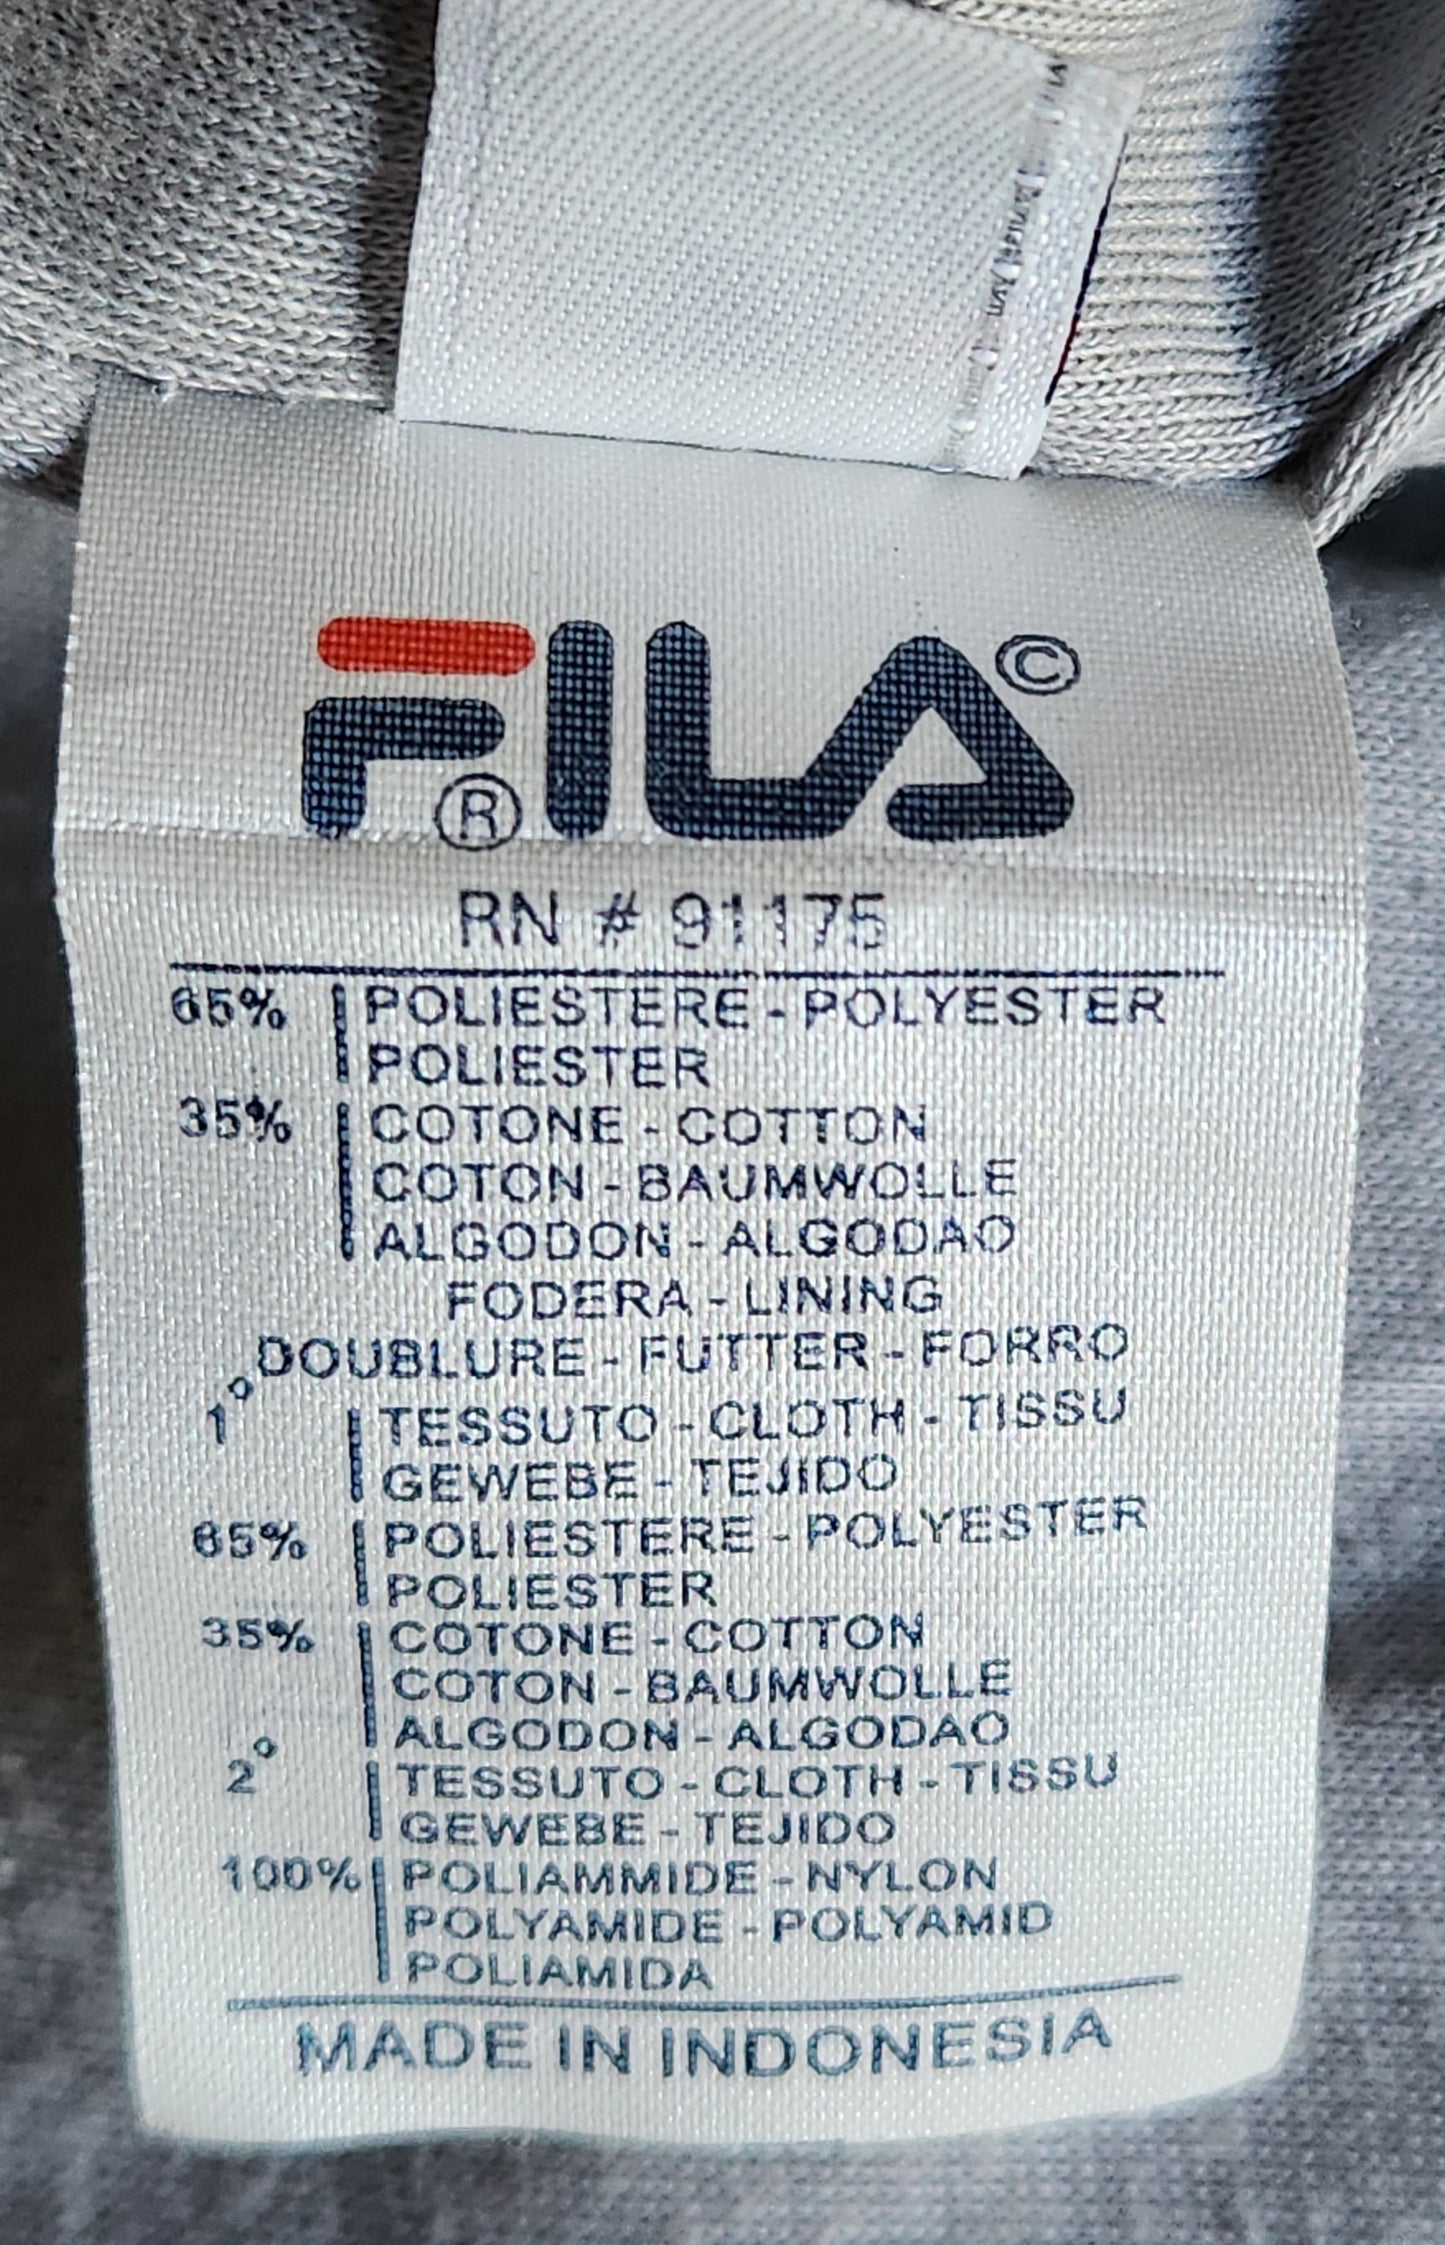 FILA ©
®
RN # 91175
65% POLIESTERE - POLYESTER
POLIESTER
35% COTONE - COTTON
COTON - BAUMWOLLE
ALGODON - ALGODAO
FODERA - LINING
DOUBLURE - FUTTER - FORRO
1° TESSUTO - CLOTH - TISSU
GEWEBE - TEJIDO
65% POLIESTERE - POLYESTER
POLIESTER
35% COTONE - COTTON
COTON - BAUMWOLLE
ALGODON - ALGODAO
2° TESSUTO - CLOTH - TISSU
GEWEBE - TEJIDO
100% POLIAMMIDE - NYLON
POLYAMIDE - POLYAMID
POLIAMIDA
MADE IN INDONESIA